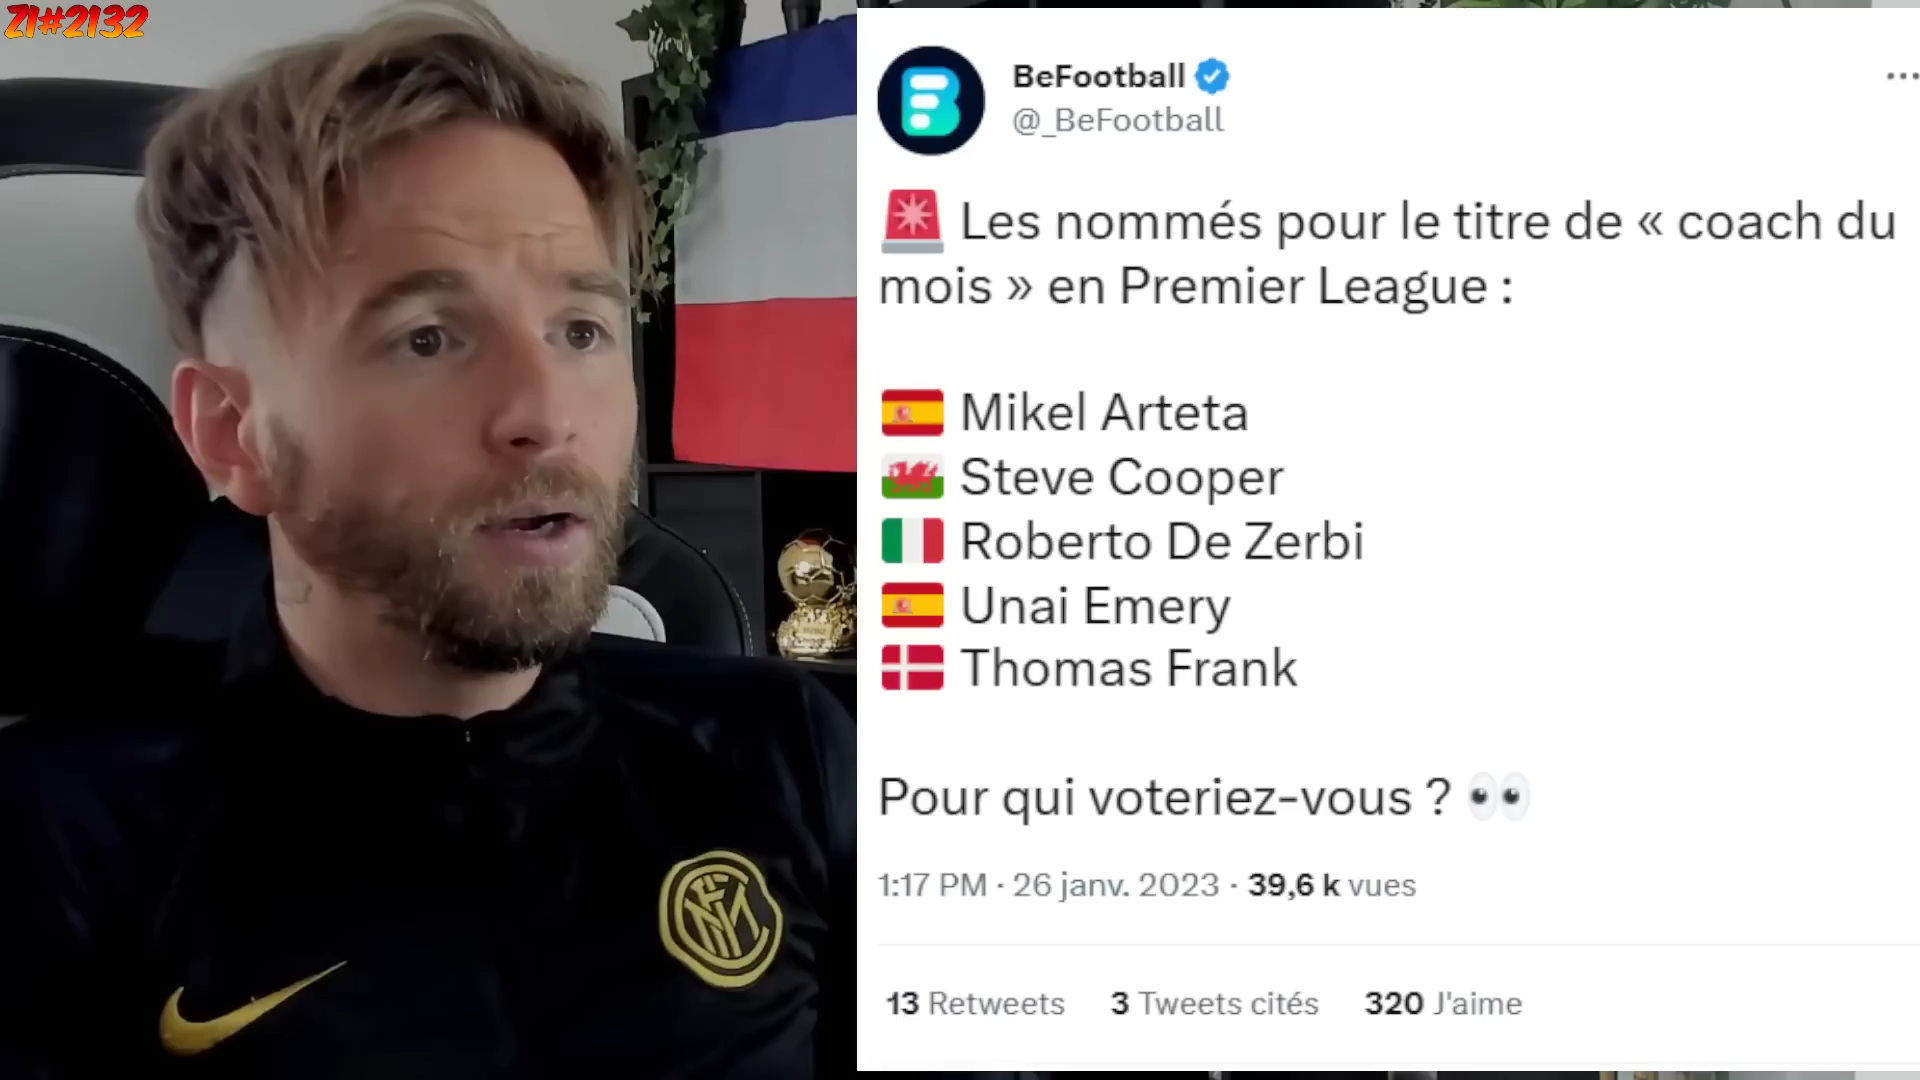 Z1#2132
BeFootball
@_BeFootball
Les nommés pour le titre de « coach du
mois » en Premier League :
Mikel Arteta
Steve Cooper
Roberto De Zerbi
Unai Emery
Thomas Frank
Pour qui voteriez-vous ?
1:17 PM · 26 janv. 2023 · 39,6 k vues
13 Retweets 3 Tweets cités 320 J'aime